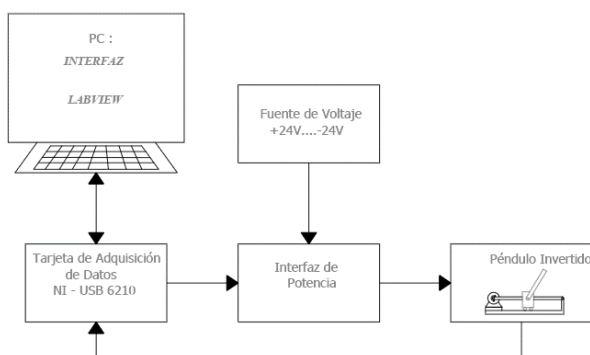 PC :
INTERFAZ
LABVIEW
Fuente de Voltaje
+24V....-24V
Tarjeta de Adquisición
de Datos
NI - USB 6210
Interfaz de
Potencia
Péndulo Invertido